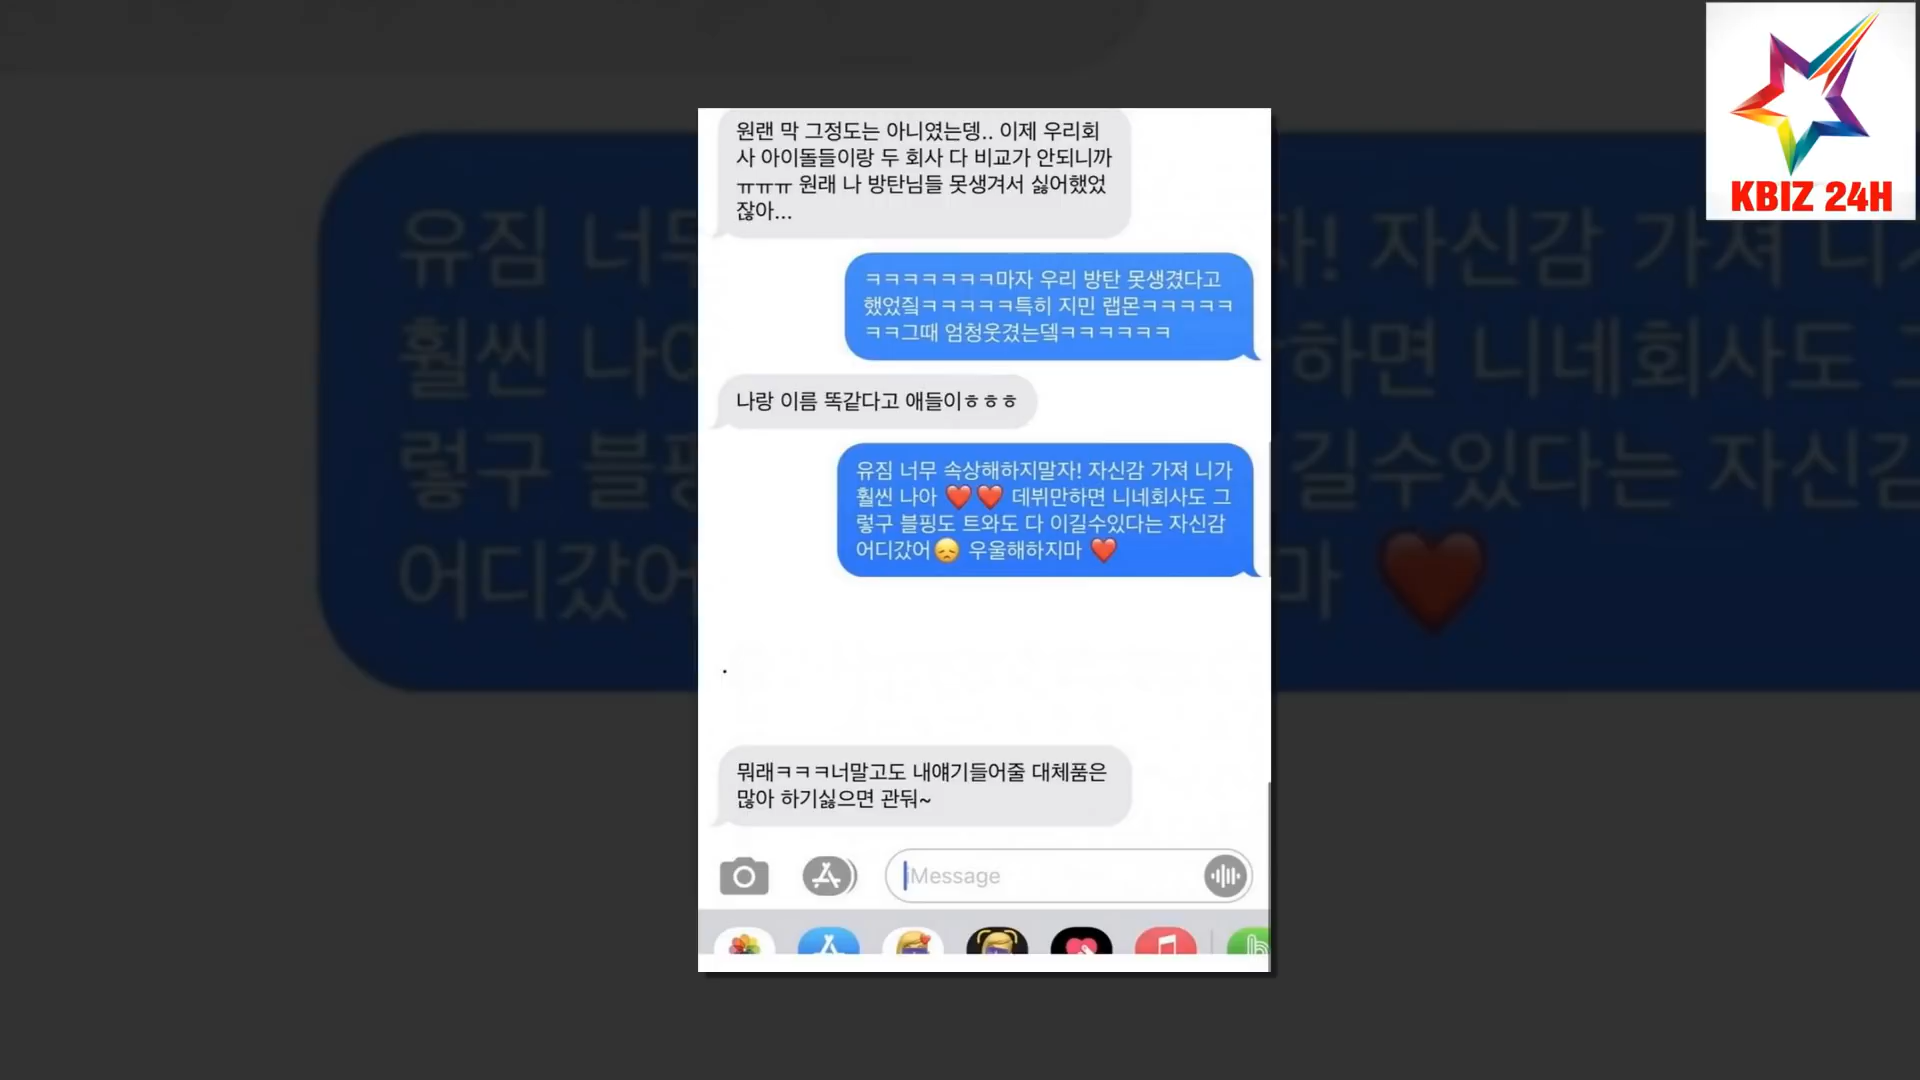 KBIZ 24H
원랜 막 그정도는 아니였는뎅.. 이제 우리회
사 아이돌들이랑 두 회사 다 비교가 안되니까
ㅠㅠㅠ 원래 나 방탄님들 못생겨서 싫어했었
잖아...
ㅋㅋㅋㅋㅋㅋㅋ마자 우리 방탄 못생겼다고
했었즼ㅋㅋㅋㅋㅋ특히 지민 랩몬ㅋㅋㅋㅋㅋ
ㅋㅋ그때 엄청웃겼는뎈ㅋㅋㅋㅋㅋㅋ
나랑 이름 똑같다고 애들이ㅎㅎㅎ
유짐 너무 속상해하지말자! 자신감 가져 니가
훨씬 나아 ❤️❤️ 데뷔만하면 니네회사도 그
렇구 블핑도 트와도 다 이길수있다는 자신감
어디갔어😞 우울해하지마 ❤️
.
뭐래ㅋㅋㅋ너말고도 내얘기들어줄 대체품은
많아 하기싫으면 관둬~
iMessage